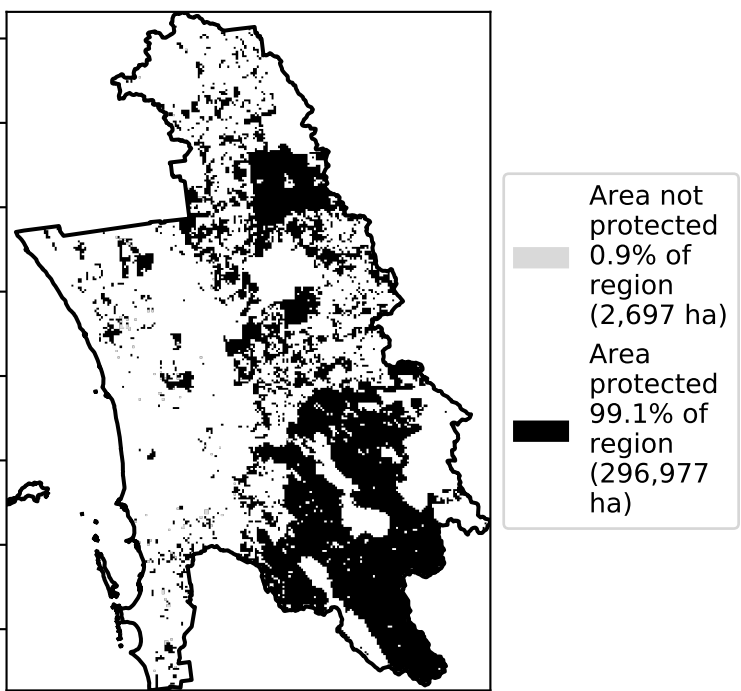 Area not
protected
0.9% of
region
(2,697 ha)
Area
protected
99.1% of
region
(296,977
ha)